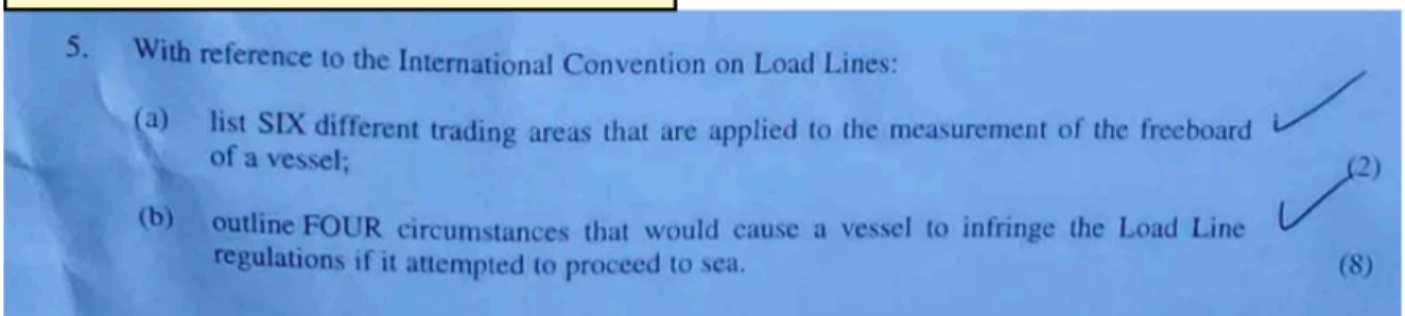 5. With reference to the International Convention on Load Lines:
(a) list SIX different trading areas that are applied to the measurement of the freeboard
of a vessel;
(2)
(b) outline FOUR circumstances that would cause a vessel to infringe the Load Line
regulations if it attempted to proceed to sea.
(8)